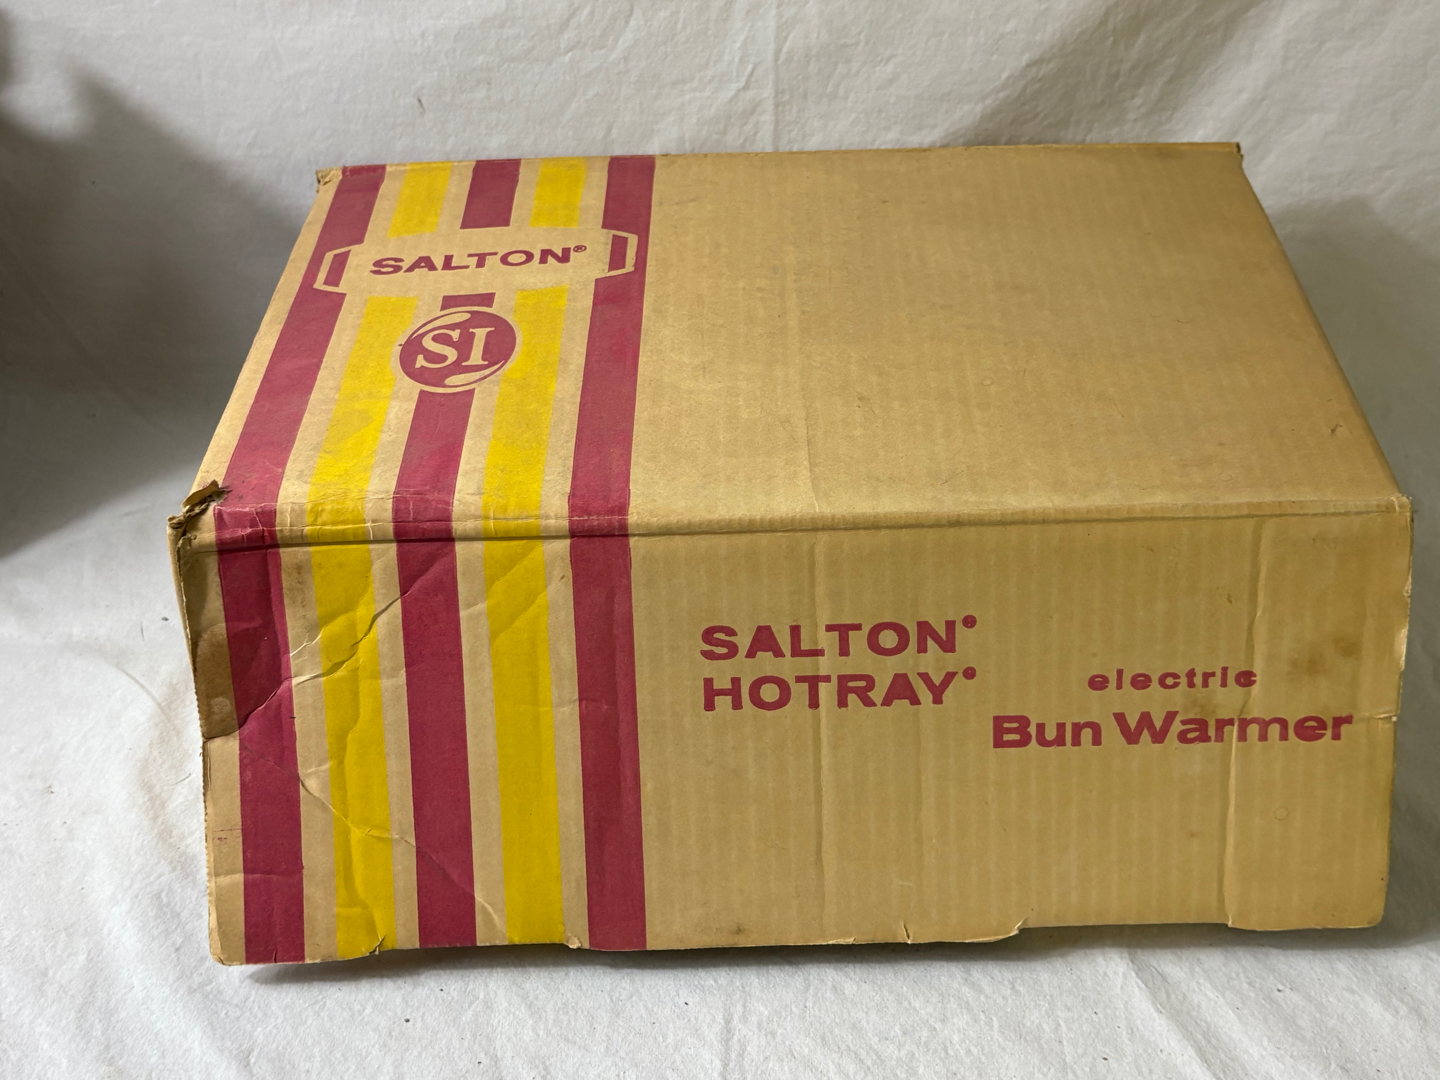 SALTON®
SI
SALTON®
HOTRAY®
electric
Bun Warmer